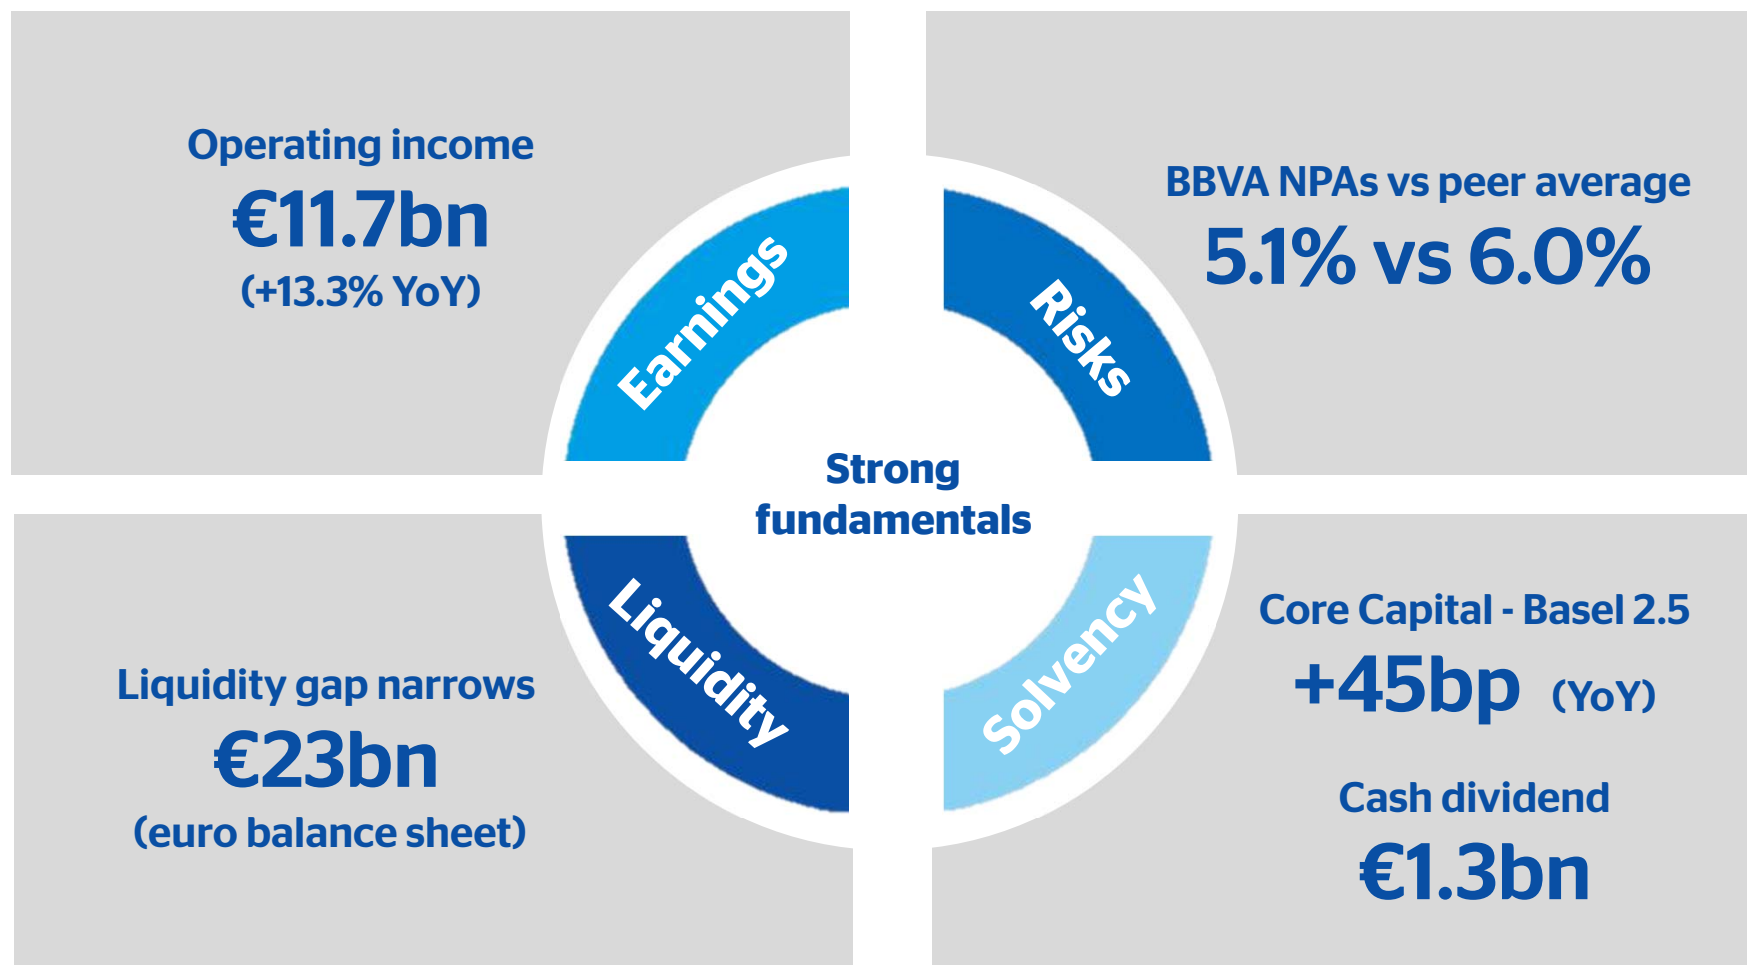 Operating income
€11.7bn
(+13.3% YoY)
Earnings
BBVA NPAs vs peer average
5.1% vs 6.0%
Risks
Strong
fundamentals
Liquidity gap narrows
€23bn
(euro balance sheet)
Liquidity
Solvency
Core Capital - Basel 2.5
+45bp (YoY)
Cash dividend
€1.3bn